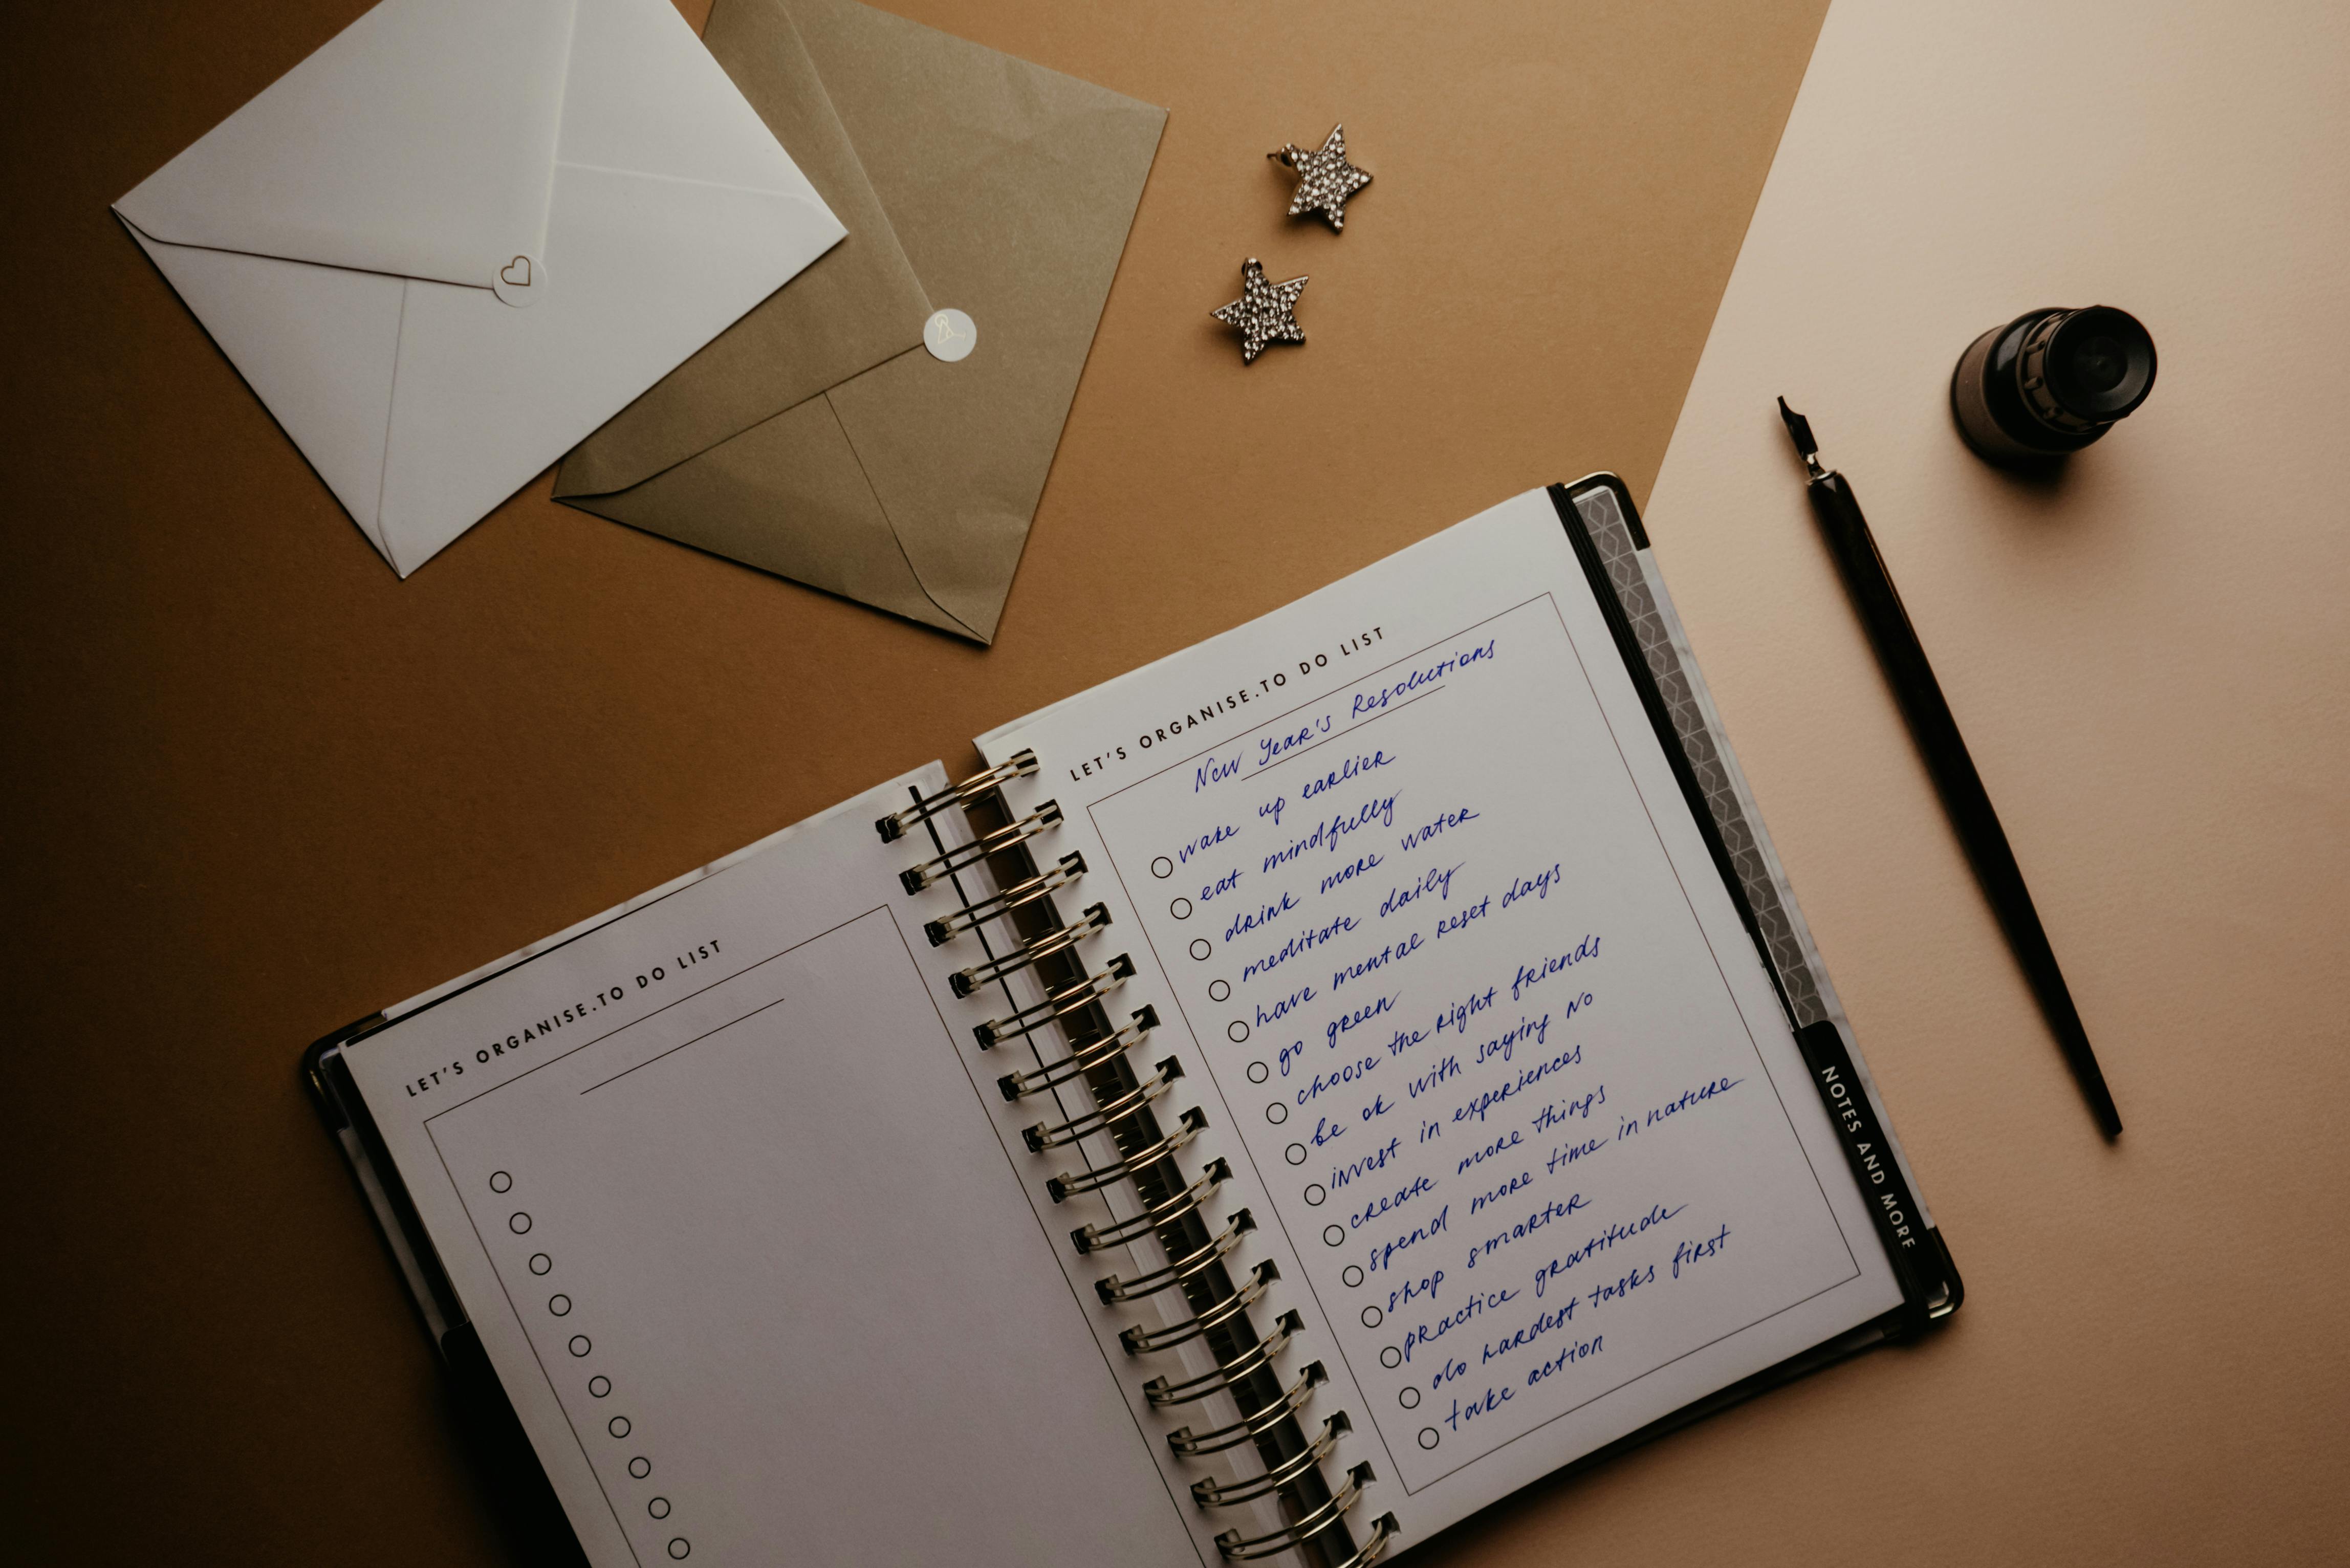 LET'S ORGANISE.TO DO LIST
LET'S ORGANISE.TO DO LIST
New Year's Resolutions
wake up earlier
eat mindfully
drink more water
meditate daily
have mental reset days
go green
choose the right friends
be ok with saying NO
invest in experiences
create more things
spend more time in nature
shop smarter
practice gratitude
do hardest tasks first
take action
NOTES AND MORE